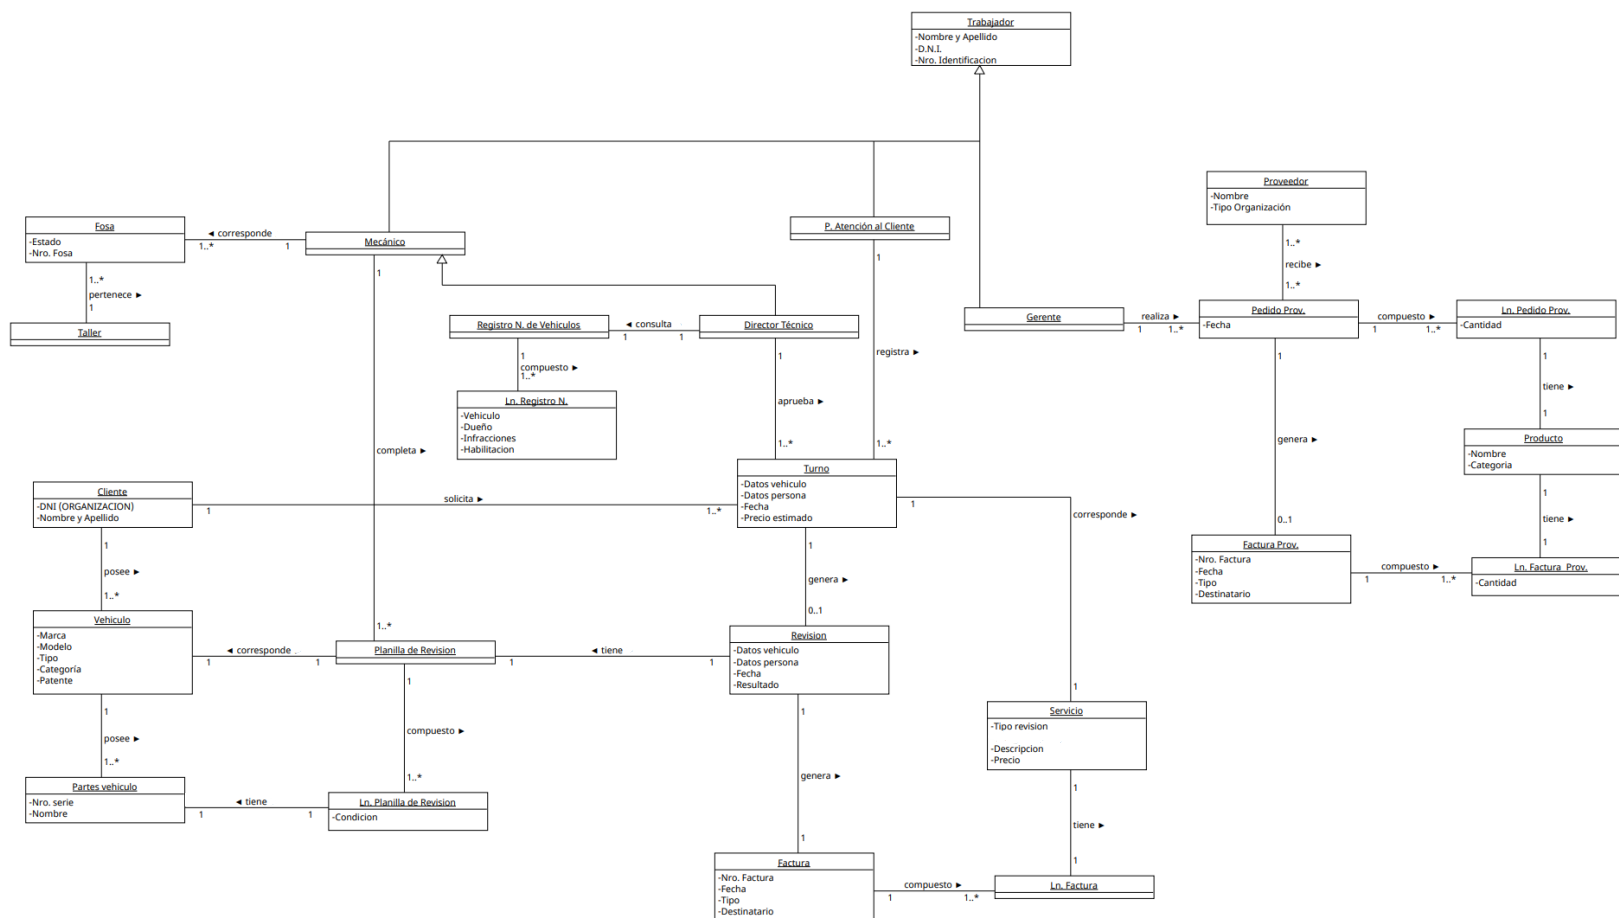 Trabajador
-Nombre y Apellido
-D.N.I.
-Nro. Identificacion
Proveedor
-Nombre
-Tipo Organización
1..*
recibe ►
1..*
Fosa
-Estado
-Nro. Fosa
◄ corresponde
1..* 1
Mecánico
1
P. Atención al Cliente
1
1..*
pertenece ►
1
Taller
Registro N. de Vehiculos
◄ consulta
1 1
Director Técnico
Gerente
realiza ►
1 1..*
Pedido Prov.
-Fecha
compuesto ►
1 1..*
Ln. Pedido Prov.
-Cantidad
1
compuesto ►
1..*
Ln. Registro N.
-Vehiculo
-Dueño
-Infracciones
-Habilitacion
1
aprueba ►
1..*
registra ►
1..*
1
tiene ►
1
Producto
-Nombre
-Categoria
1
genera ►
0..1
1
tiene ►
1
completa ►
1..*
Cliente
-DNI (ORGANIZACION)
-Nombre y Apellido
solicita ►
1 1..*
Turno
-Datos vehiculo
-Datos persona
-Fecha
-Precio estimado
1
corresponde ►
1
Factura Prov.
-Nro. Factura
-Fecha
-Tipo
-Destinatario
compuesto ►
1 1..*
Ln. Factura Prov.
-Cantidad
1
posee ►
1..*
1
genera ►
0..1
Vehiculo
-Marca
-Modelo
-Tipo
-Categoría
-Patente
◄ corresponde
1 1
Planilla de Revision
◄ tiene
1 1
Revision
-Datos vehiculo
-Datos persona
-Fecha
-Resultado
1
posee ►
1..*
1
compuesto ►
1..*
1
genera ►
1
Servicio
-Tipo revision
-Descripcion
-Precio
1
tiene ►
1
Partes vehiculo
-Nro. serie
-Nombre
◄ tiene
1 1
Ln. Planilla de Revision
-Condicion
Factura
-Nro. Factura
-Fecha
-Tipo
-Destinatario
compuesto ►
1 1..*
Ln. Factura